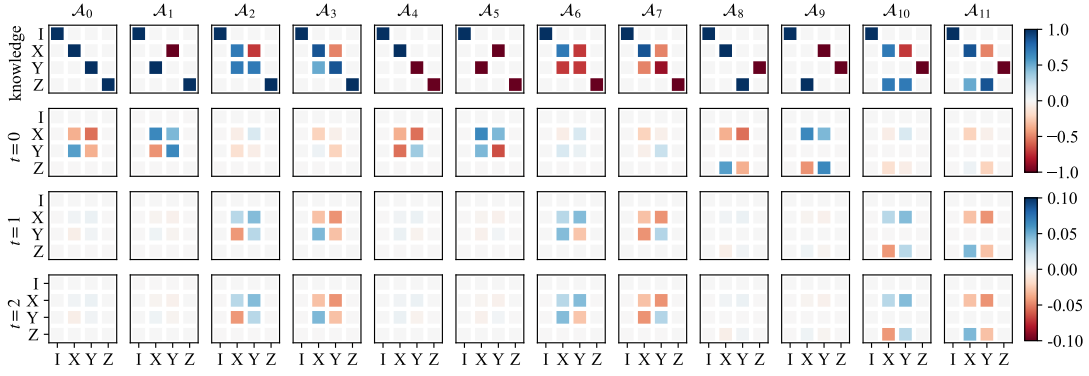 𝒜0 𝒜1 𝒜2 𝒜3 𝒜4 𝒜5 𝒜6 𝒜7 𝒜8 𝒜9 𝒜10 𝒜11
knowledge
I
X
Y
Z
1.0
0.5
0.0
−0.5
−1.0
t=0
I
X
Y
Z
t=1
I
X
Y
Z
0.10
0.05
0.00
-0.05
-0.10
t=2
I
X
Y
Z
I X Y Z I X Y Z I X Y Z I X Y Z I X Y Z I X Y Z I X Y Z I X Y Z I X Y Z I X Y Z I X Y Z I X Y Z